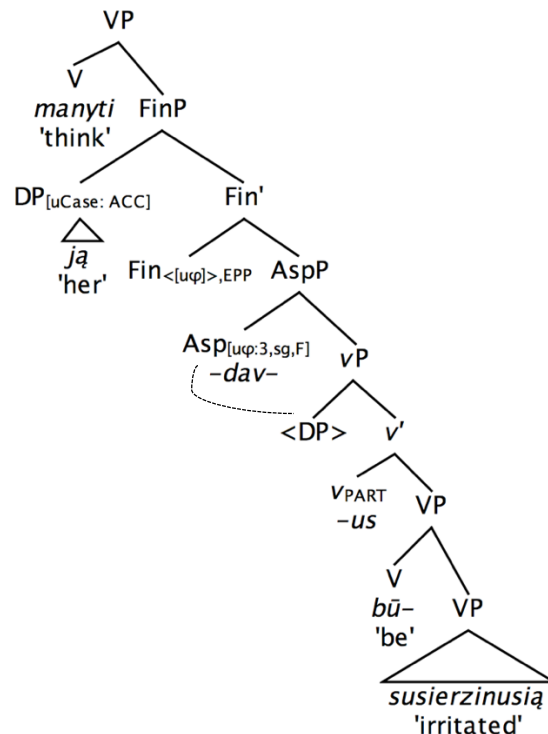 VP
V
manyti FinP
'think'
DP[uCase: ACC] Fin'
ją
'her'
Fin<[uφ]>,EPP AspP
Asp[uφ:3,sg,F] vP
-dav-
<DP> v'
vPART VP
-us
V VP
bū-
'be'
susierzinusią
'irritated'